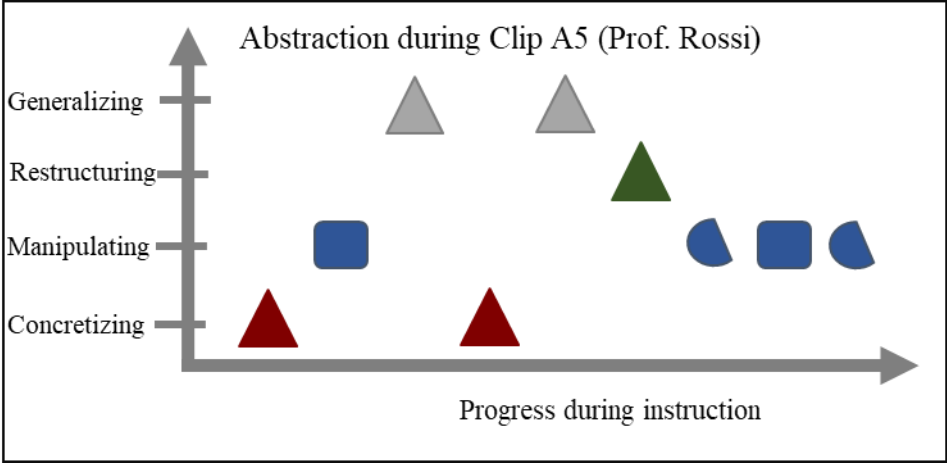 Abstraction during Clip A5 (Prof. Rossi)
Generalizing
Restructuring
Manipulating
Concretizing
Progress during instruction